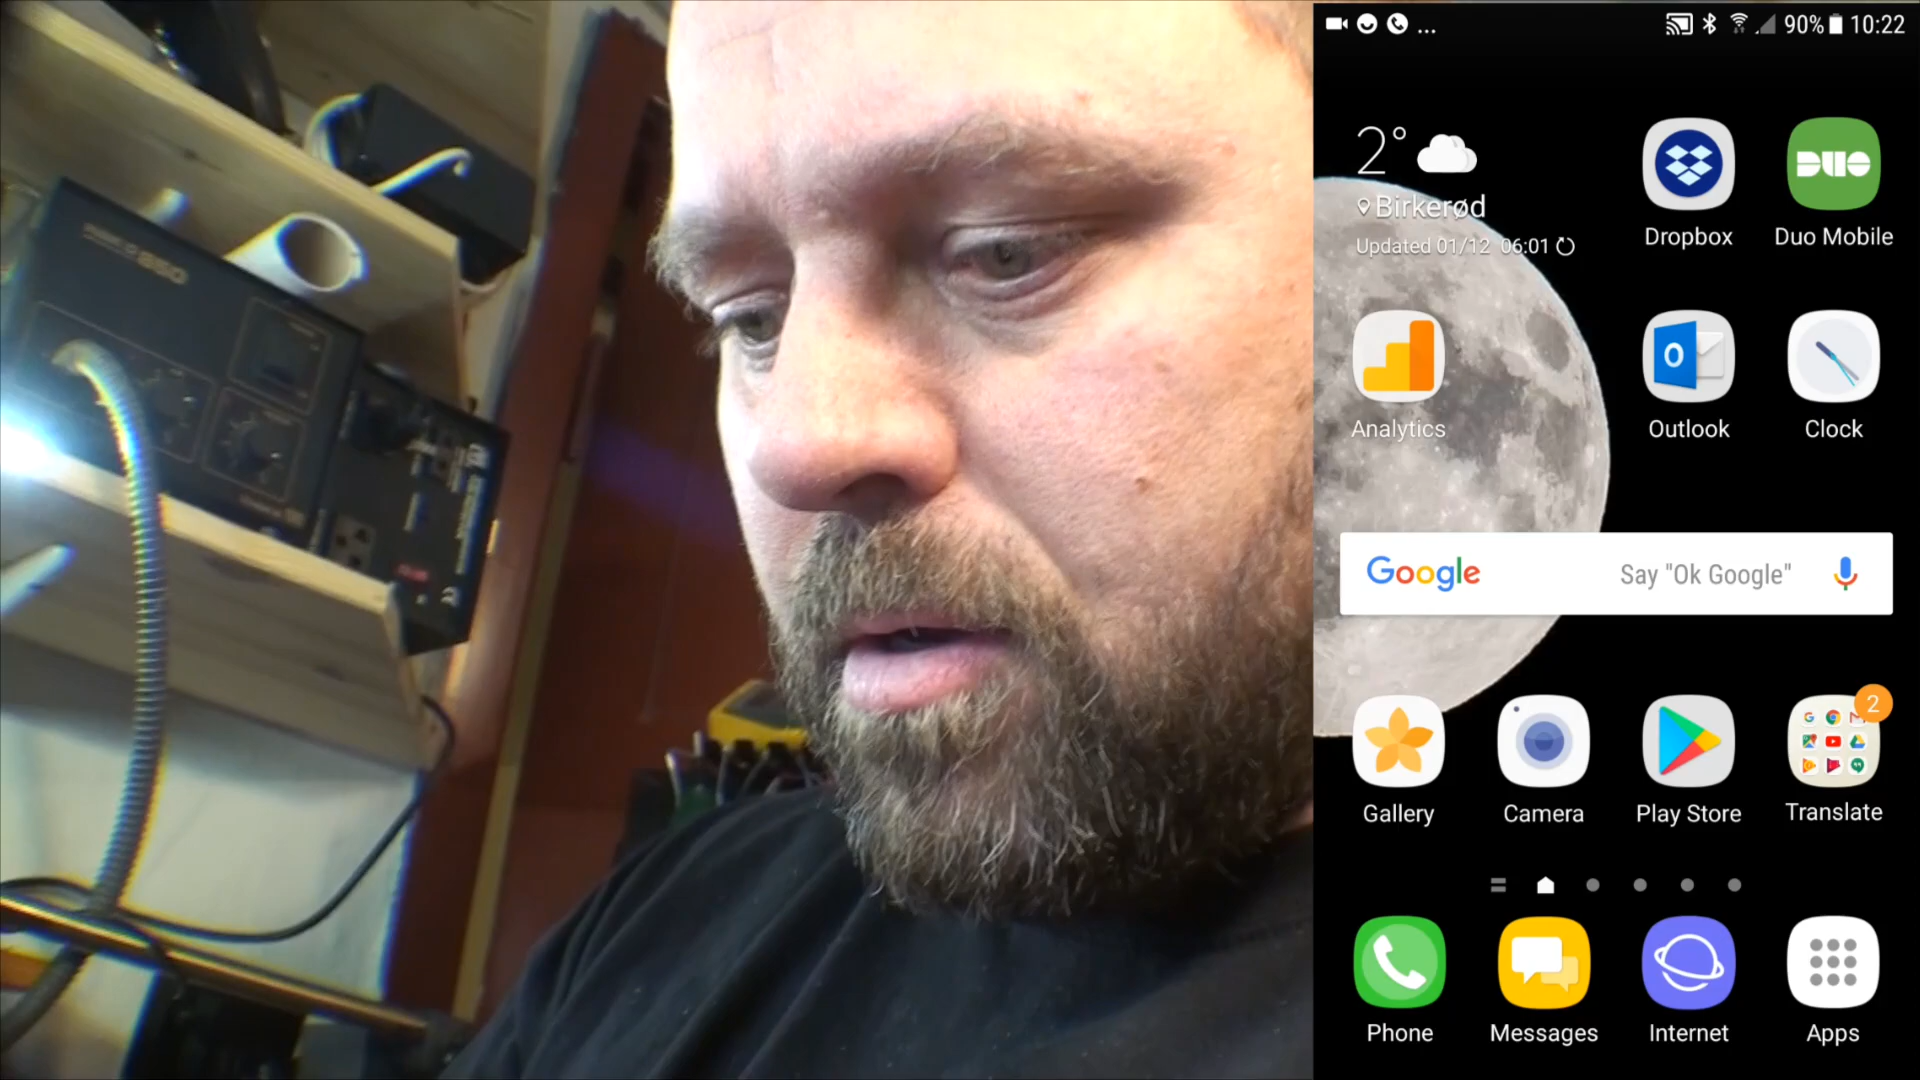 ... 90% 10:22
2°
Birkerød
Updated 01/12 06:01
DUO
Dropbox
Duo Mobile
O
Analytics
Outlook
Clock
Google
Say "Ok Google"
2
Gallery
Camera
Play Store
Translate
Phone
Messages
Internet
Apps